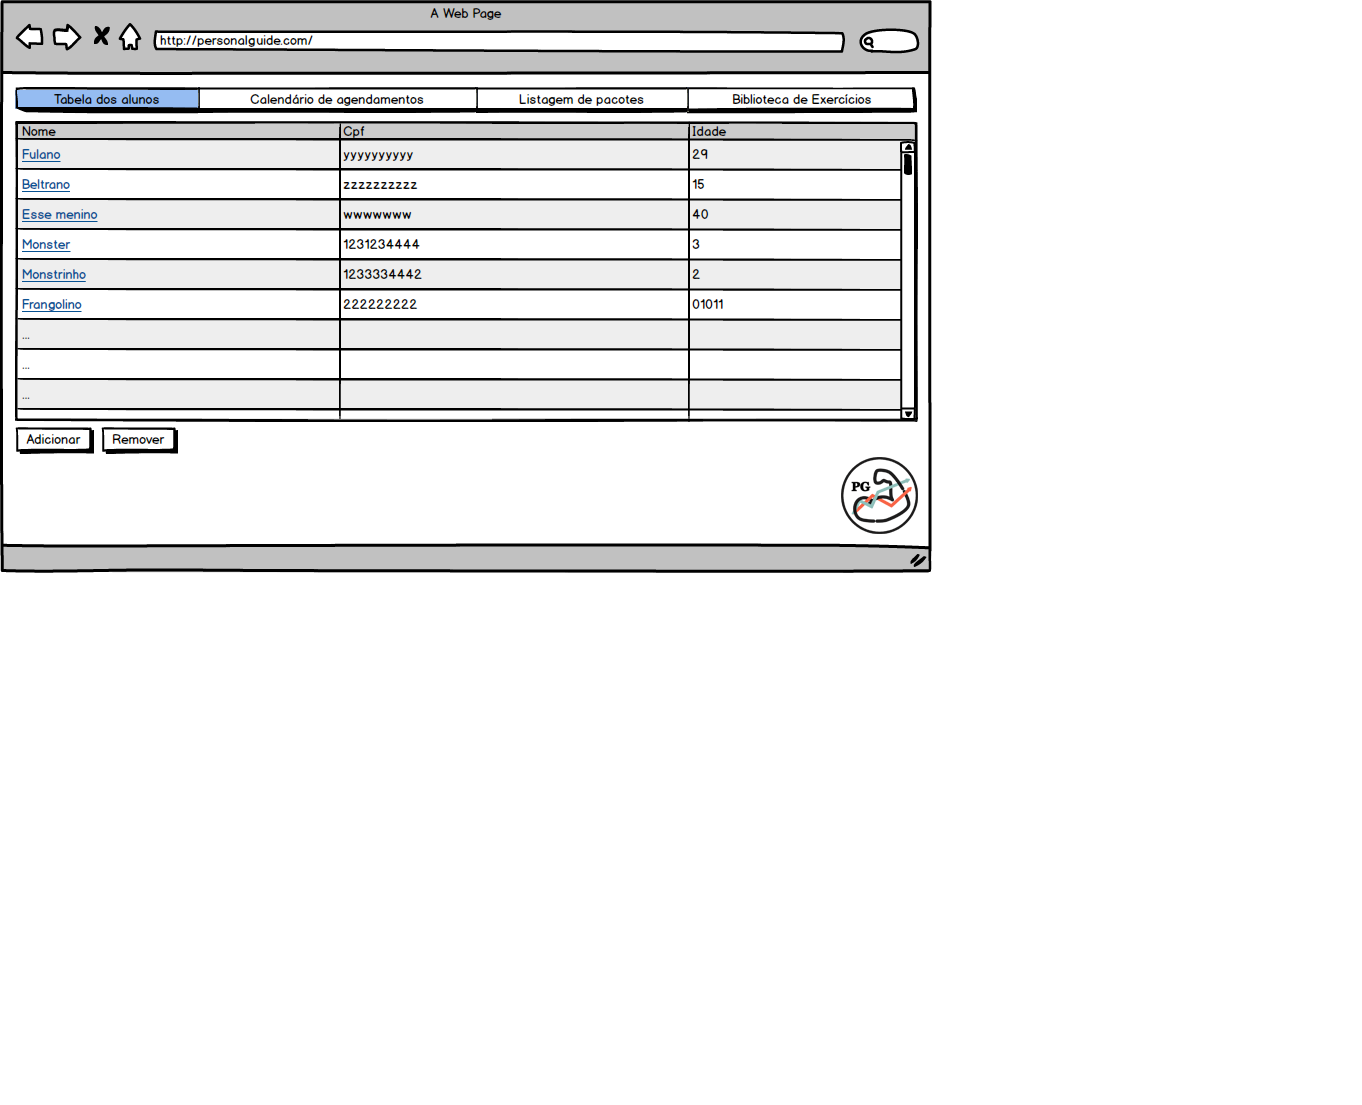 A Web Page
http://personalguide.com/
Tabela dos alunos Calendário de agendamentos Listagem de pacotes Biblioteca de Exercícios
Nome Cpf Idade
Fulano yyyyyyyyyy 29
Beltrano zzzzzzzzzz 15
Esse menino wwwwwww 40
Monster 1231234444 3
Monstrinho 1233334442 2
Frangolino 222222222 01011
...
...
...
Adicionar Remover
PG